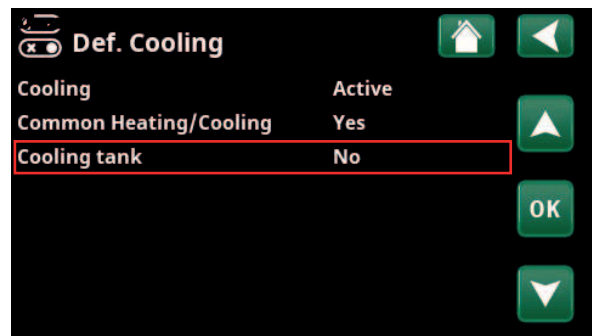 Def. Cooling
Cooling Active
Common Heating/Cooling Yes
Cooling tank No
OK